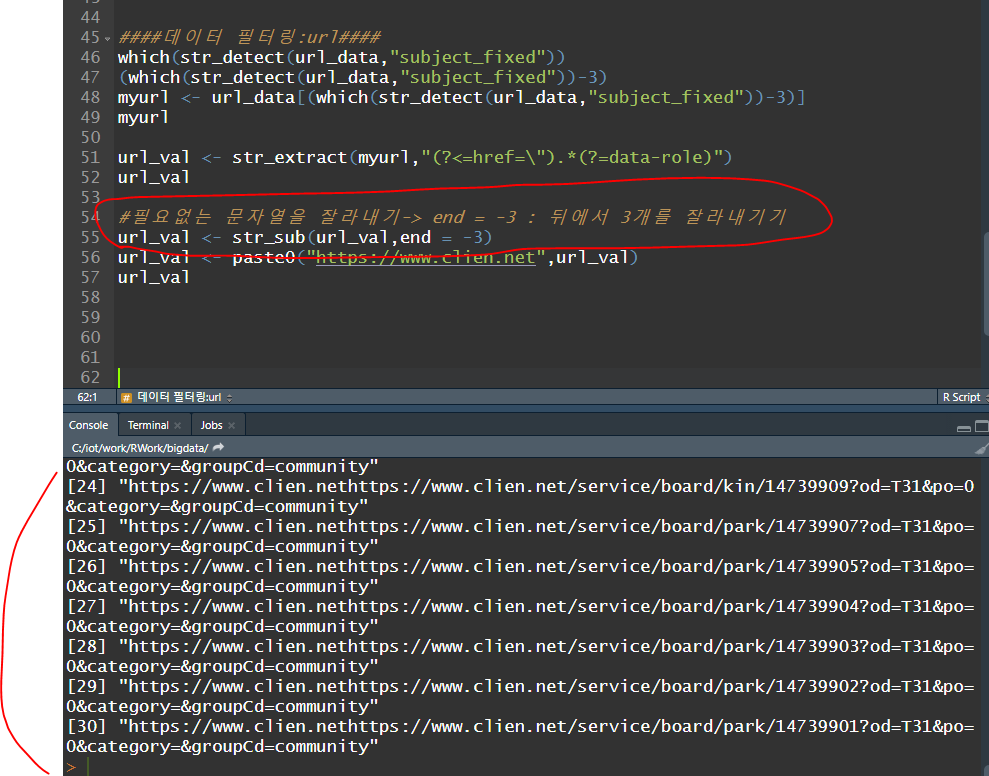 43
44
45 ####데이터 필터링:url####
46 which(str_detect(url_data,"subject_fixed"))
47 (which(str_detect(url_data,"subject_fixed"))-3)
48 myurl <- url_data[(which(str_detect(url_data,"subject_fixed"))-3)]
49 myurl
50
51 url_val <- str_extract(myurl,"(?<=href=\").*(?=data-role)")
52 url_val
53
54 #필요없는 문자열을 잘라내기-> end = -3 : 뒤에서 3개를 잘라내기기
55 url_val <- str_sub(url_val,end = -3)
56 url_val <- paste0("https://www.clien.net",url_val)
57 url_val
58
59
60
61
62
62:1 # 데이터 필터링:url R Script
Console Terminal Jobs
C:/iot/work/RWork/bigdata/
0&category=&groupCd=community"
[24] "https://www.clien.nethttps://www.clien.net/service/board/kin/14739909?od=T31&po=0
&category=&groupCd=community"
[25] "https://www.clien.nethttps://www.clien.net/service/board/park/14739907?od=T31&po=
0&category=&groupCd=community"
[26] "https://www.clien.nethttps://www.clien.net/service/board/park/14739905?od=T31&po=
0&category=&groupCd=community"
[27] "https://www.clien.nethttps://www.clien.net/service/board/park/14739904?od=T31&po=
0&category=&groupCd=community"
[28] "https://www.clien.nethttps://www.clien.net/service/board/park/14739903?od=T31&po=
0&category=&groupCd=community"
[29] "https://www.clien.nethttps://www.clien.net/service/board/park/14739902?od=T31&po=
0&category=&groupCd=community"
[30] "https://www.clien.nethttps://www.clien.net/service/board/park/14739901?od=T31&po=
0&category=&groupCd=community"
>